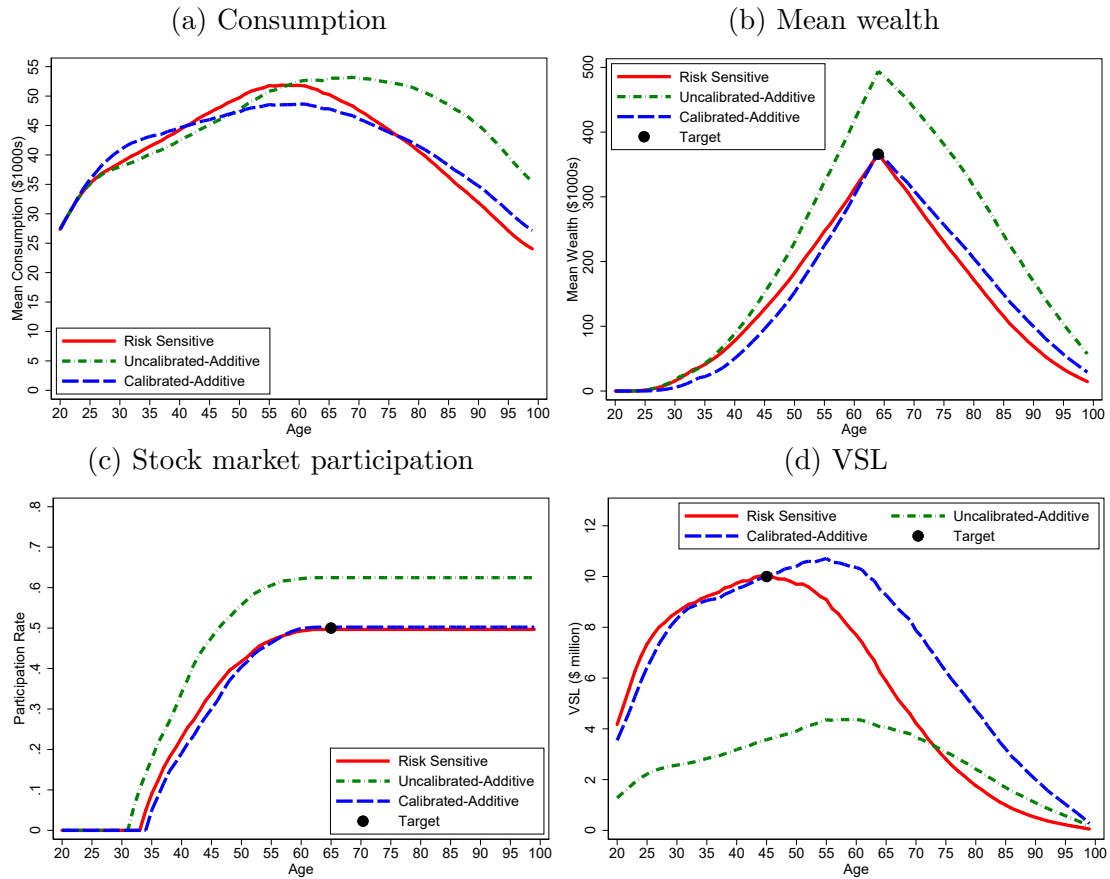 (a) Consumption
Mean Consumption ($1000s)
0 5 10 15 20 25 30 35 40 45 50 55
Risk Sensitive
Uncalibrated-Additive
Calibrated-Additive
20 25 30 35 40 45 50 55 60 65 70 75 80 85 90 95 100
Age
(b) Mean wealth
Mean Wealth ($1000s)
0 100 200 300 400 500
Risk Sensitive
Uncalibrated-Additive
Calibrated-Additive
Target
20 25 30 35 40 45 50 55 60 65 70 75 80 85 90 95 100
Age
(c) Stock market participation
Participation Rate
0 .1 .2 .3 .4 .5 .6 .7 .8
Risk Sensitive
Uncalibrated-Additive
Calibrated-Additive
Target
20 25 30 35 40 45 50 55 60 65 70 75 80 85 90 95 100
Age
(d) VSL
VSL ($ million)
0 2 4 6 8 10 12
Risk Sensitive Uncalibrated-Additive
Calibrated-Additive Target
20 25 30 35 40 45 50 55 60 65 70 75 80 85 90 95 100
Age